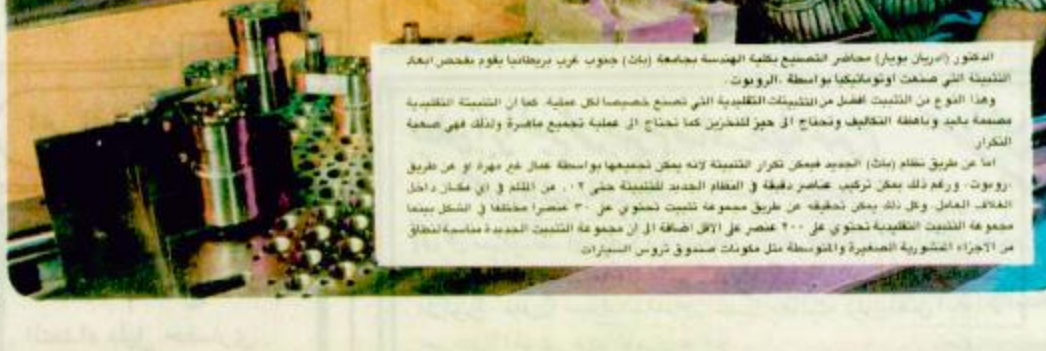 الدكتور (ادريان بويار) محاضر التصنيع بكلية الهندسة بجامعة (باث) جنوب غرب بريطانيا يقوم بفحص ابعاد
التثبيتة التي صنعت اوتوماتيكيا بواسطة «الروبوت».
وهذا النوع من التثبيت افضل من التثبيتات التقليدية التي تصنع خصيصا لكل عملية. كما ان التثبيتة التقليدية
مصممة باليد وباهظة التكاليف وتحتاج الى حيز للتخزين كما تحتاج الى عملية تجميع ماهرة ولذلك فهي صعبة
التكرار
اما عن طريق نظام (باث) الجديد فيمكن تكرار التثبيتة لانه يمكن تجميعها بواسطة عمال غير مهرة او عن طريق
«روبوت». ورغم ذلك يمكن تركيب عناصر دقيقة في النظام الجديد للتثبيتة حتى ٠٢, من الملم في اي مكان داخل
الغلاف العامل. وكل ذلك يمكن تحقيقه عن طريق مجموعة تثبيت تحتوي على ٣٠ عنصرا مختلفا في الشكل بينما
مجموعة التثبيت التقليدية تحتوي على ٢٠٠ عنصر على الاقل اضافة الى ان مجموعة التثبيت الجديدة مناسبة لنطاق
من الاجزاء المنشورية الصغيرة والمتوسطة مثل مكونات صندوق تروس السيارات